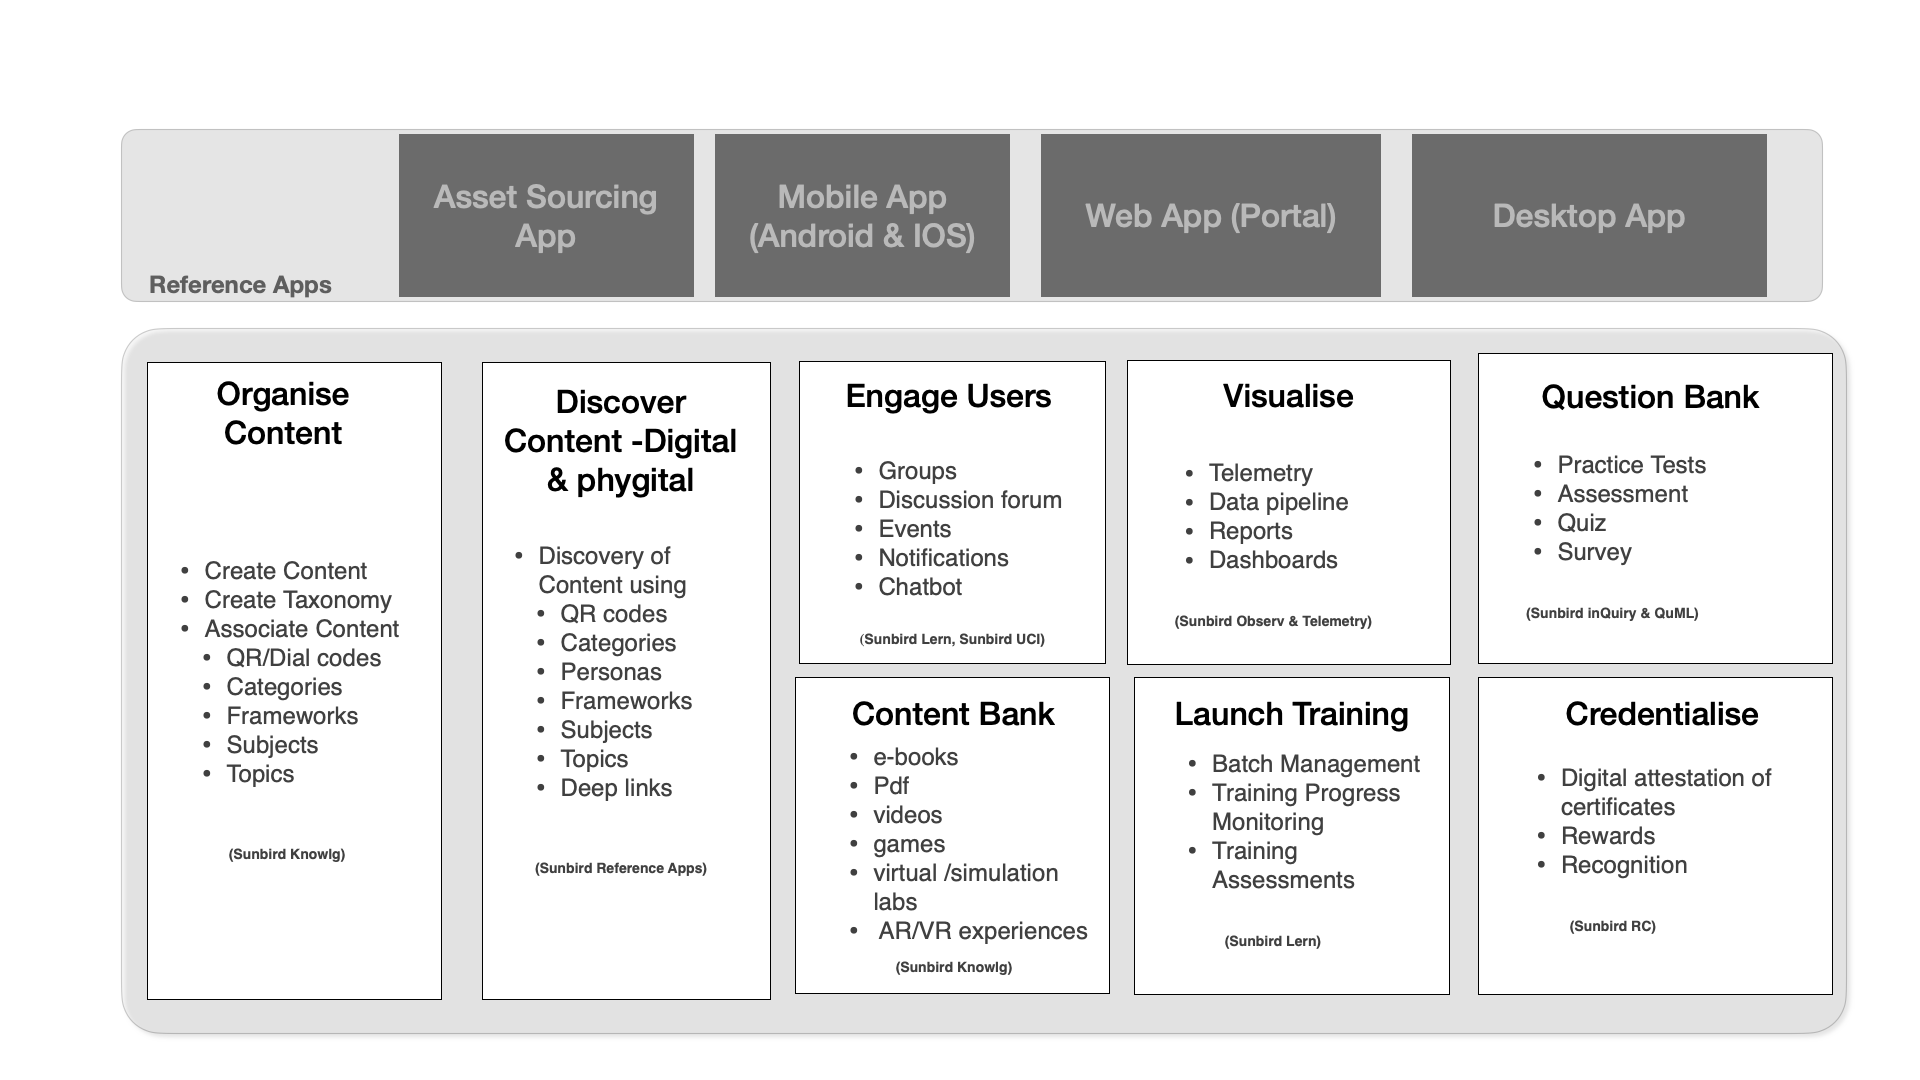 Asset Sourcing
App
Mobile App
(Android & IOS)
Web App (Portal)
Desktop App
Reference Apps
Organise
Content
• Create Content
• Create Taxonomy
• Associate Content
• QR/Dial codes
• Categories
• Frameworks
• Subjects
• Topics
(Sunbird Knowlg)
Discover
Content -Digital
& phygital
• Discovery of
Content using
• QR codes
• Categories
• Personas
• Frameworks
• Subjects
• Topics
• Deep links
(Sunbird Reference Apps)
Engage Users
• Groups
• Discussion forum
• Events
• Notifications
• Chatbot
(Sunbird Lern, Sunbird UCI)
Visualise
• Telemetry
• Data pipeline
• Reports
• Dashboards
(Sunbird Observ & Telemetry)
Question Bank
• Practice Tests
• Assessment
• Quiz
• Survey
(Sunbird inQuiry & QuML)
Content Bank
• e-books
• Pdf
• videos
• games
• virtual /simulation
labs
• AR/VR experiences
(Sunbird Knowlg)
Launch Training
• Batch Management
• Training Progress
Monitoring
• Training
Assessments
(Sunbird Lern)
Credentialise
• Digital attestation of
certificates
• Rewards
• Recognition
(Sunbird RC)